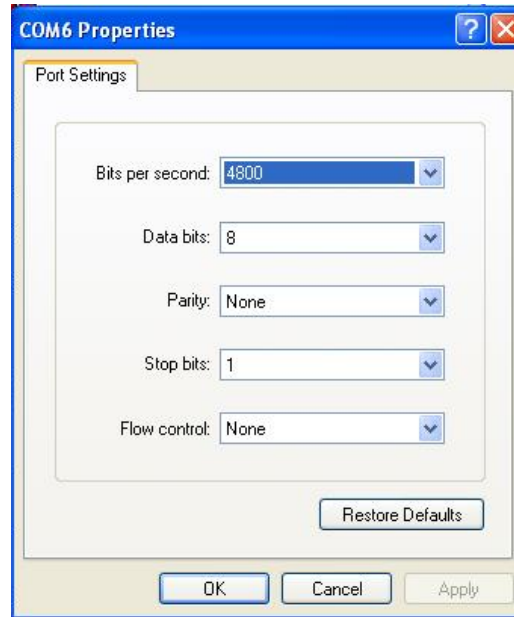 COM6 Properties
Port Settings
Bits per second: 4800
Data bits: 8
Parity: None
Stop bits: 1
Flow control: None
Restore Defaults
OK Cancel Apply